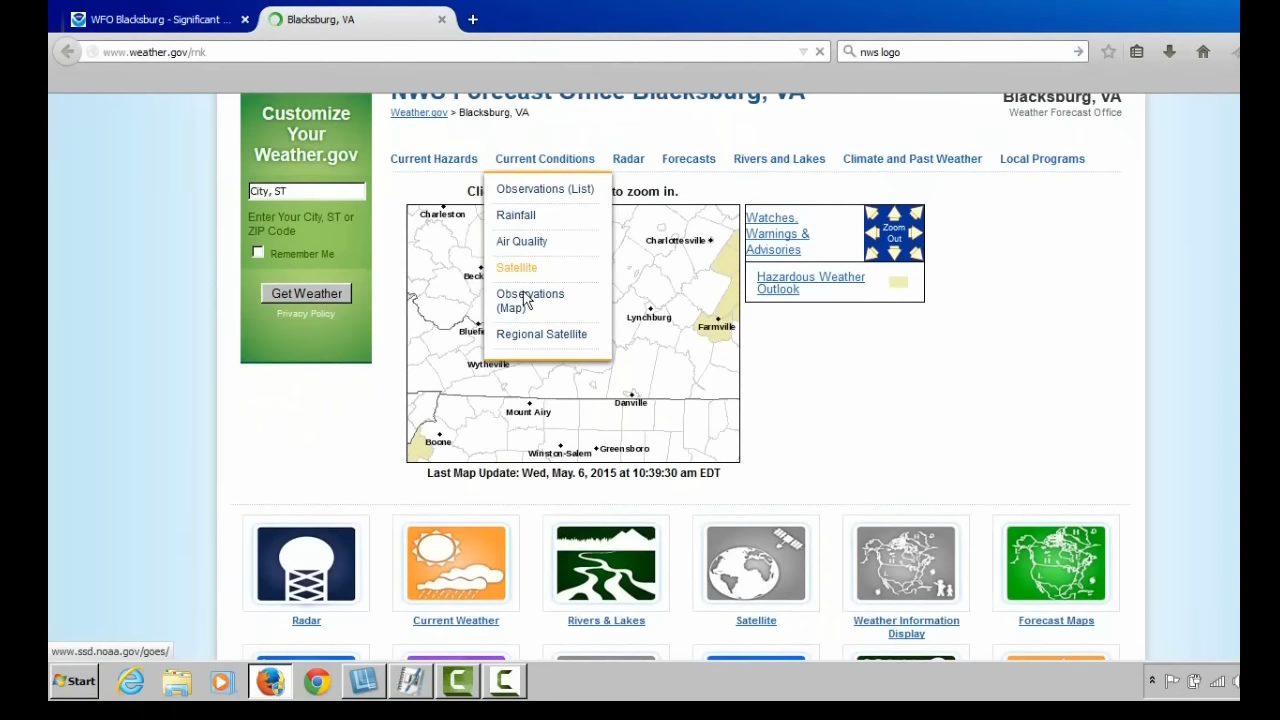 WFO Blacksburg - Significant ...
Blacksburg, VA
www.weather.gov/rnk
nws logo
NWS Forecast Office Blacksburg, VA
Blacksburg, VA
Weather.gov > Blacksburg, VA
Weather Forecast Office
Customize
Your
Weather.gov
City, ST
Enter Your City, ST or
ZIP Code
Remember Me
Get Weather
Privacy Policy
Current Hazards
Current Conditions
Radar
Forecasts
Rivers and Lakes
Climate and Past Weather
Local Programs
Observations (List)
Rainfall
Air Quality
Satellite
Observations
(Map)
Regional Satellite
to zoom in.
Charleston
Charlottesville
Lynchburg
Farmville
Wytheville
Danville
Mount Airy
Boone
Winston-Salem
Greensboro
Last Map Update: Wed, May. 6, 2015 at 10:39:30 am EDT
Watches,
Warnings &
Advisories
Zoom
Out
Hazardous Weather
Outlook
Radar
Current Weather
Rivers & Lakes
Satellite
Weather Information
Display
Forecast Maps
www.ssd.noaa.gov/goes/
Start